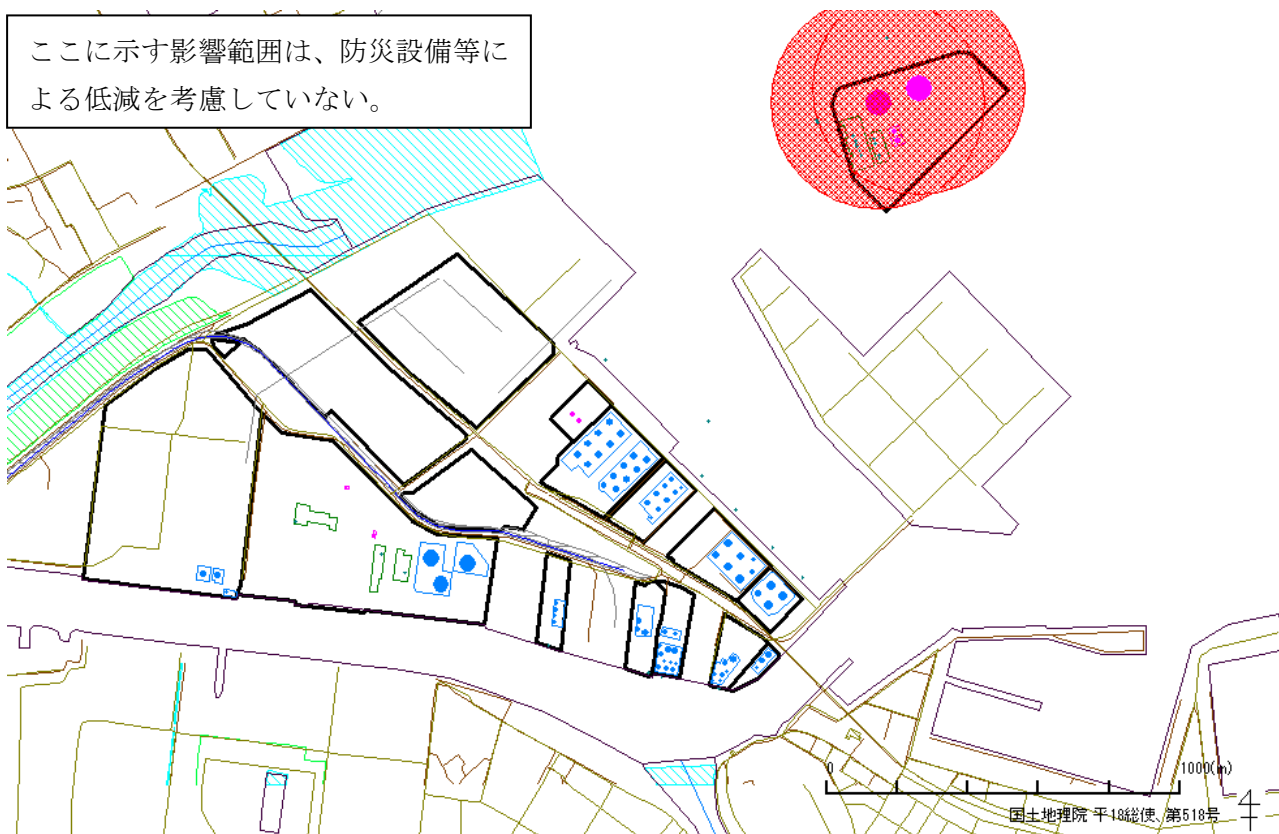 ここに示す影響範囲は、防災設備等に
よる低減を考慮していない。
0 1000(m)
国土地理院 平18総使、第518号